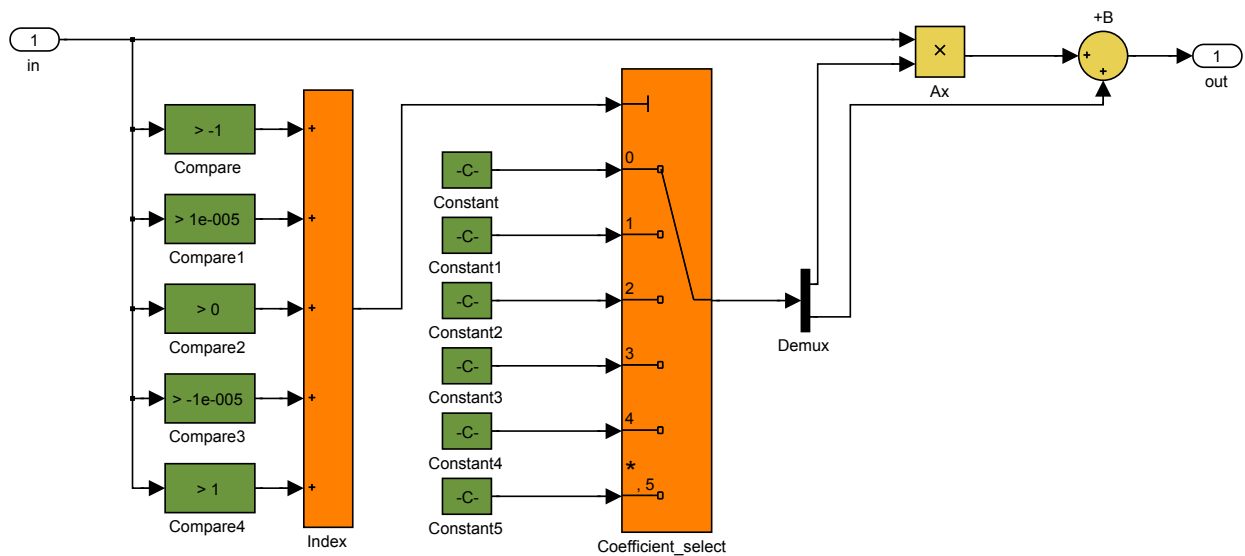 1
in
> -1
Compare
> 1e-005
Compare1
> 0
Compare2
> -1e-005
Compare3
> 1
Compare4
+
+
+
+
+
Index
-C-
Constant
-C-
Constant1
-C-
Constant2
-C-
Constant3
-C-
Constant4
-C-
Constant5
0
1
2
3
4
*
, 5
Coefficient_select
Demux
×
Ax
+B
+
+
1
out